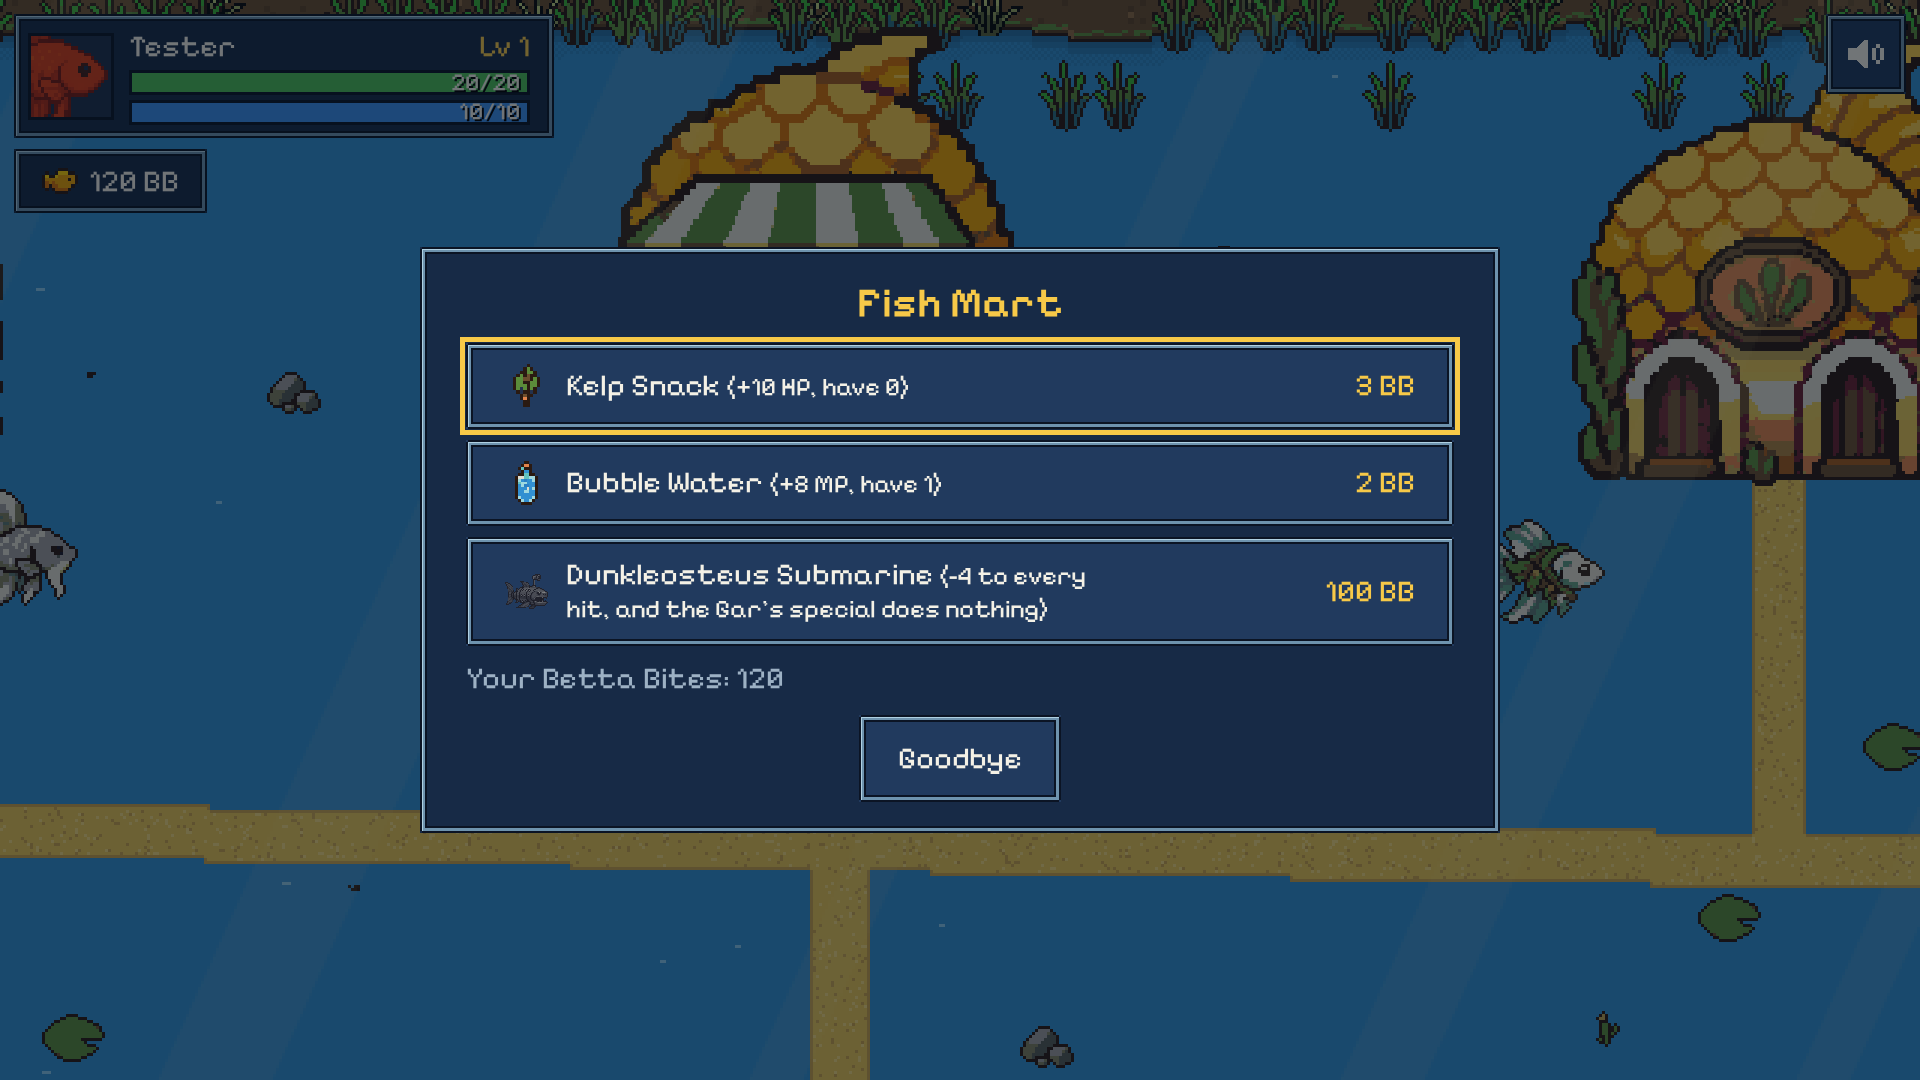 Tester Lv 1
20/20
10/10
120 BB
Fish Mart
Kelp Snack (+10 HP, have 0) 3 BB
Bubble Water (+8 MP, have 1) 2 BB
Dunkleosteus Submarine (-4 to every
hit, and the Gar's special does nothing) 100 BB
Your Betta Bites: 120
Goodbye